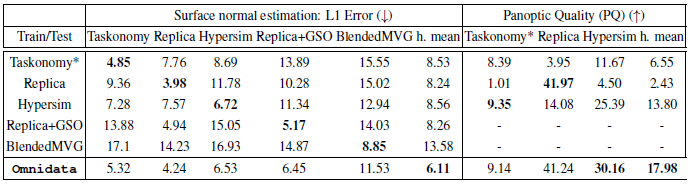 Surface normal estimation: L1 Error (↓) Panoptic Quality (PQ) (↑)
Train/Test Taskonomy Replica Hypersim Replica+GSO BlendedMVG h. mean Taskonomy* Replica Hypersim h. mean
Taskonomy* 4.85 7.76 8.69 13.89 15.55 8.53 8.39 3.95 11.67 6.55
Replica 9.36 3.98 11.78 10.28 15.02 8.24 1.01 41.97 4.50 2.43
Hypersim 7.28 7.57 6.72 11.34 12.94 8.56 9.35 14.08 25.39 13.80
Replica+GSO 13.88 4.94 15.05 5.17 14.03 8.26 - - - -
BlendedMVG 17.1 14.23 16.93 14.87 8.85 13.58 - - - -
Omnidata 5.32 4.24 6.53 6.45 11.53 6.11 9.14 41.24 30.16 17.98